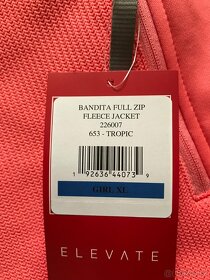 BANDITA FULL ZIP
FLEECE JACKET
226007
653 - TROPIC
1 92636 44073 9
GIRL XL
ELEVATE